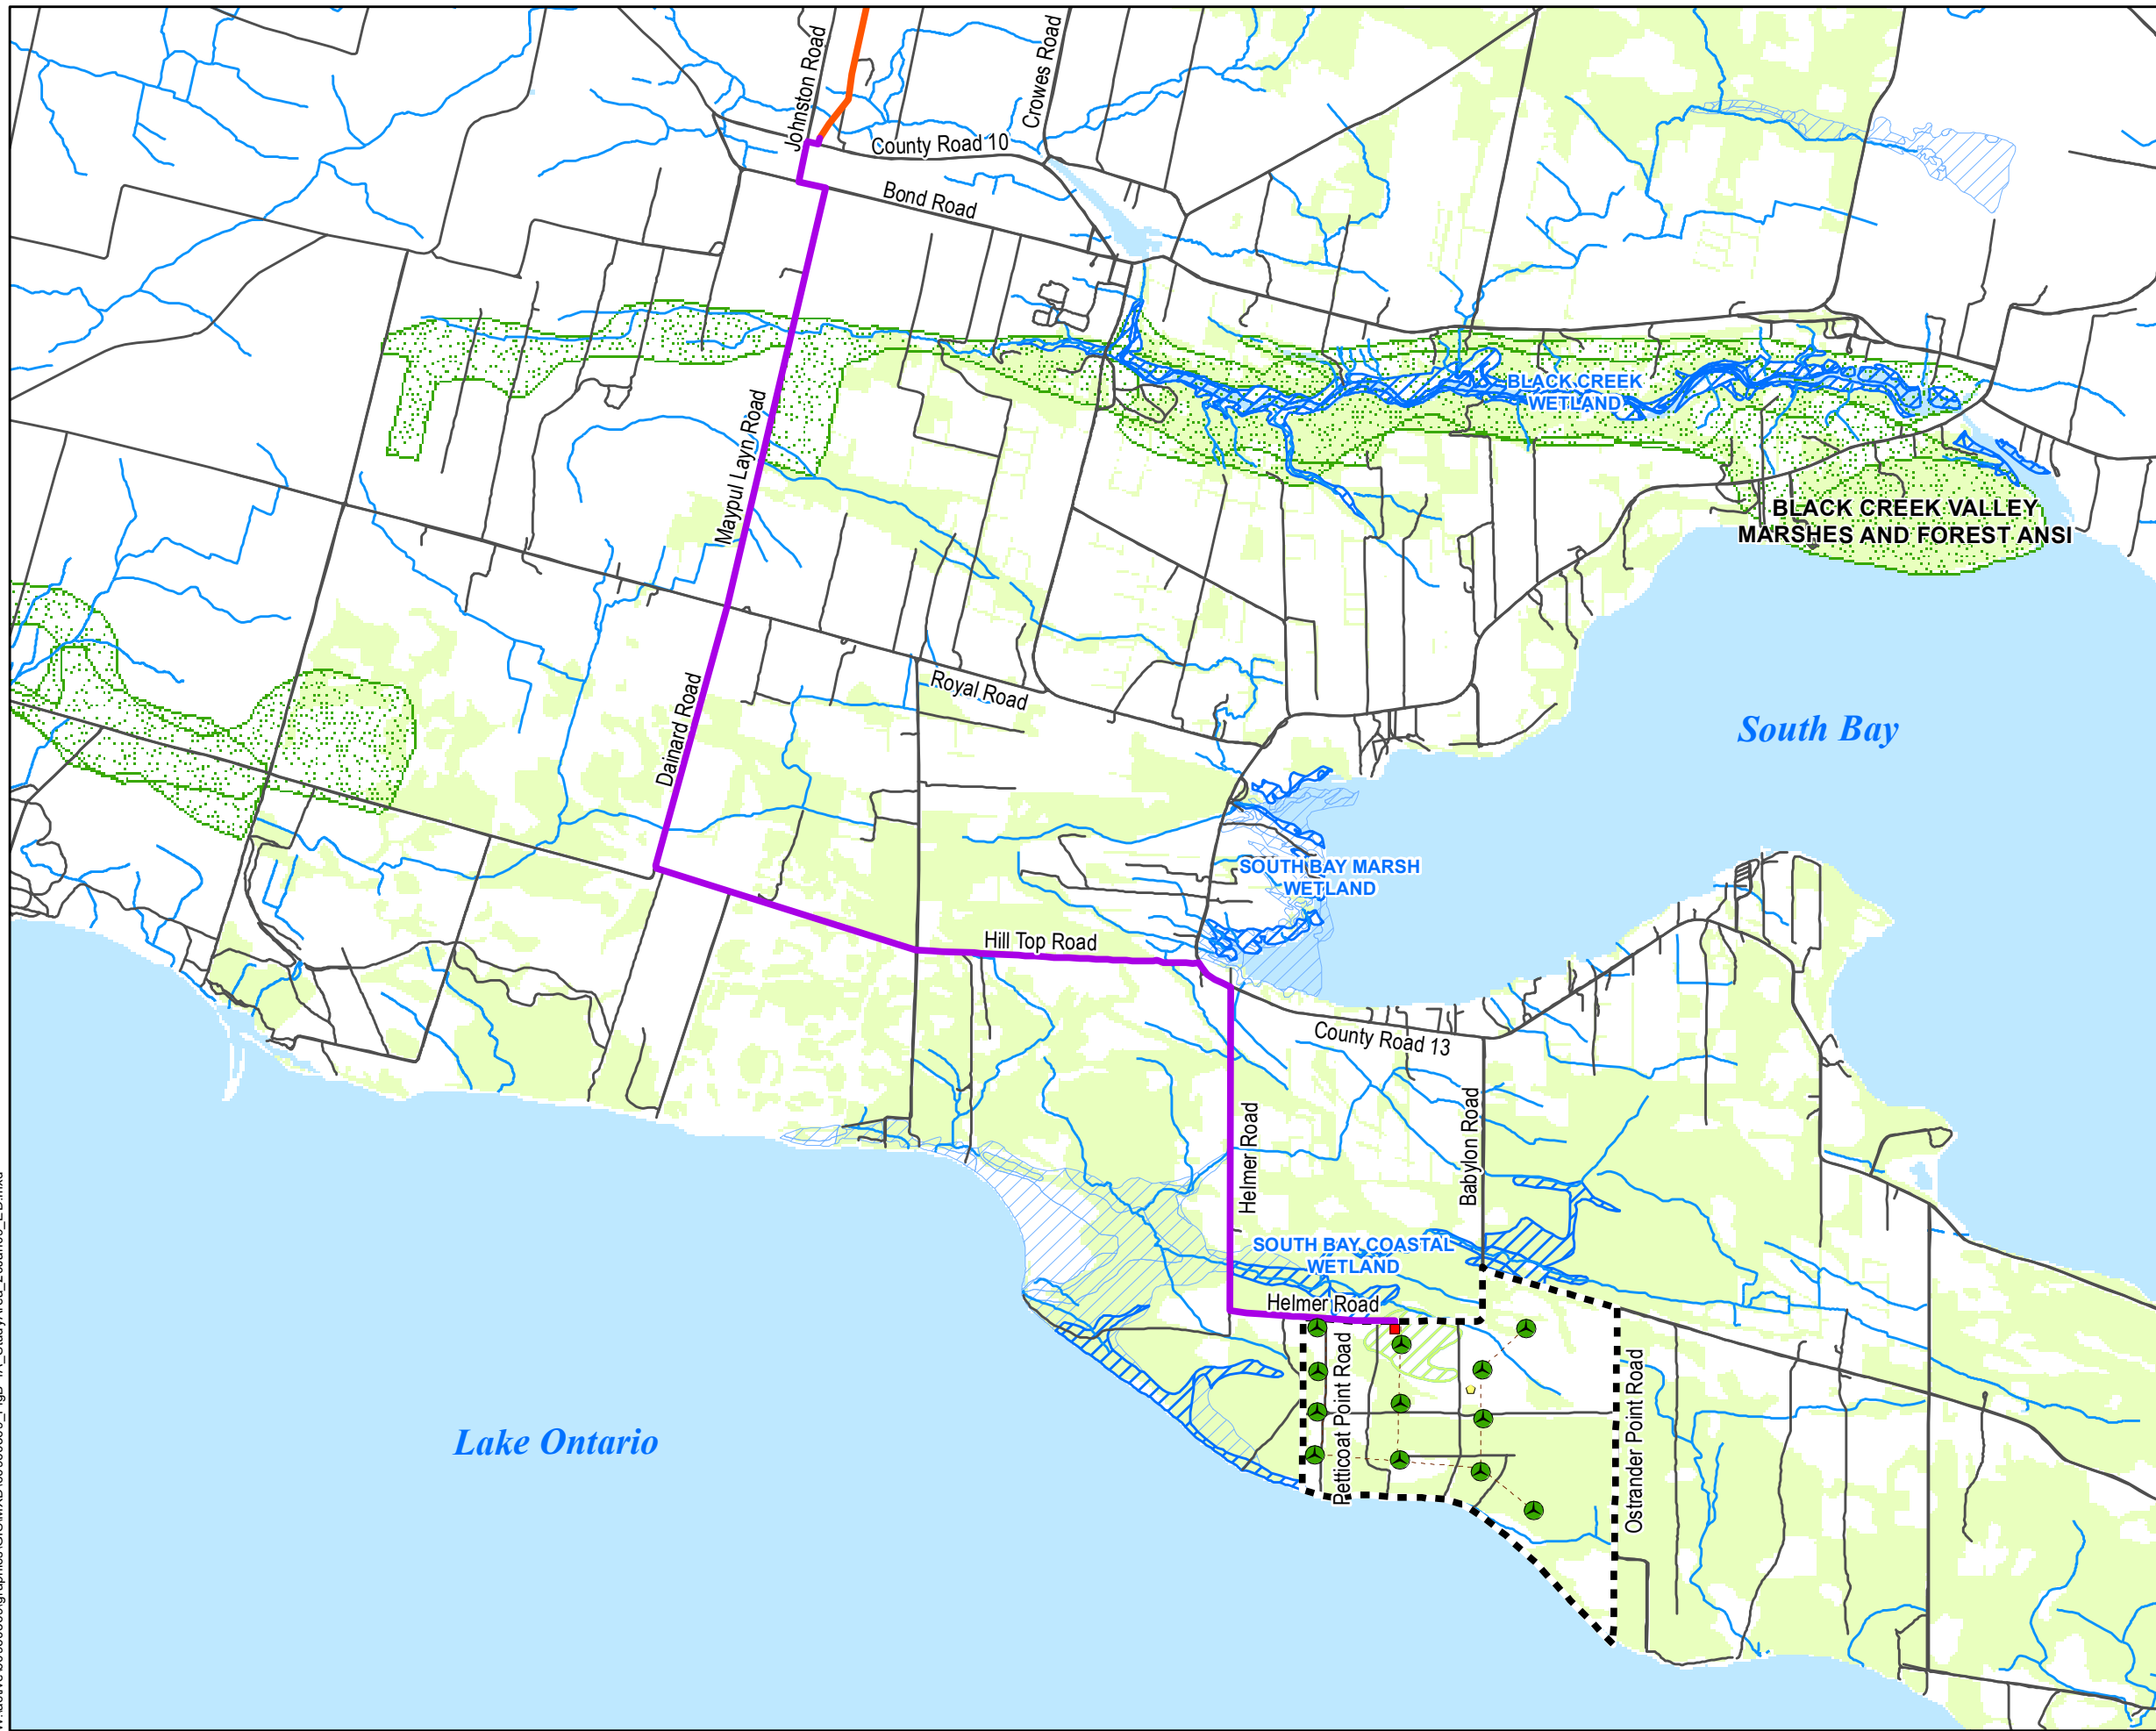 Johnston Road
Crowes Road
County Road 10
Bond Road
BLACK CREEK
WETLAND
Maypul Layn Road
BLACK CREEK VALLEY
MARSHES AND FOREST ANSI
Royal Road
Dainard Road
South Bay
SOUTH BAY MARSH
WETLAND
Hill Top Road
County Road 13
Helmer Road
Babylon Road
SOUTH BAY COASTAL
WETLAND
Helmer Road
Petticoat Point Road
Ostrander Point Road
Lake Ontario